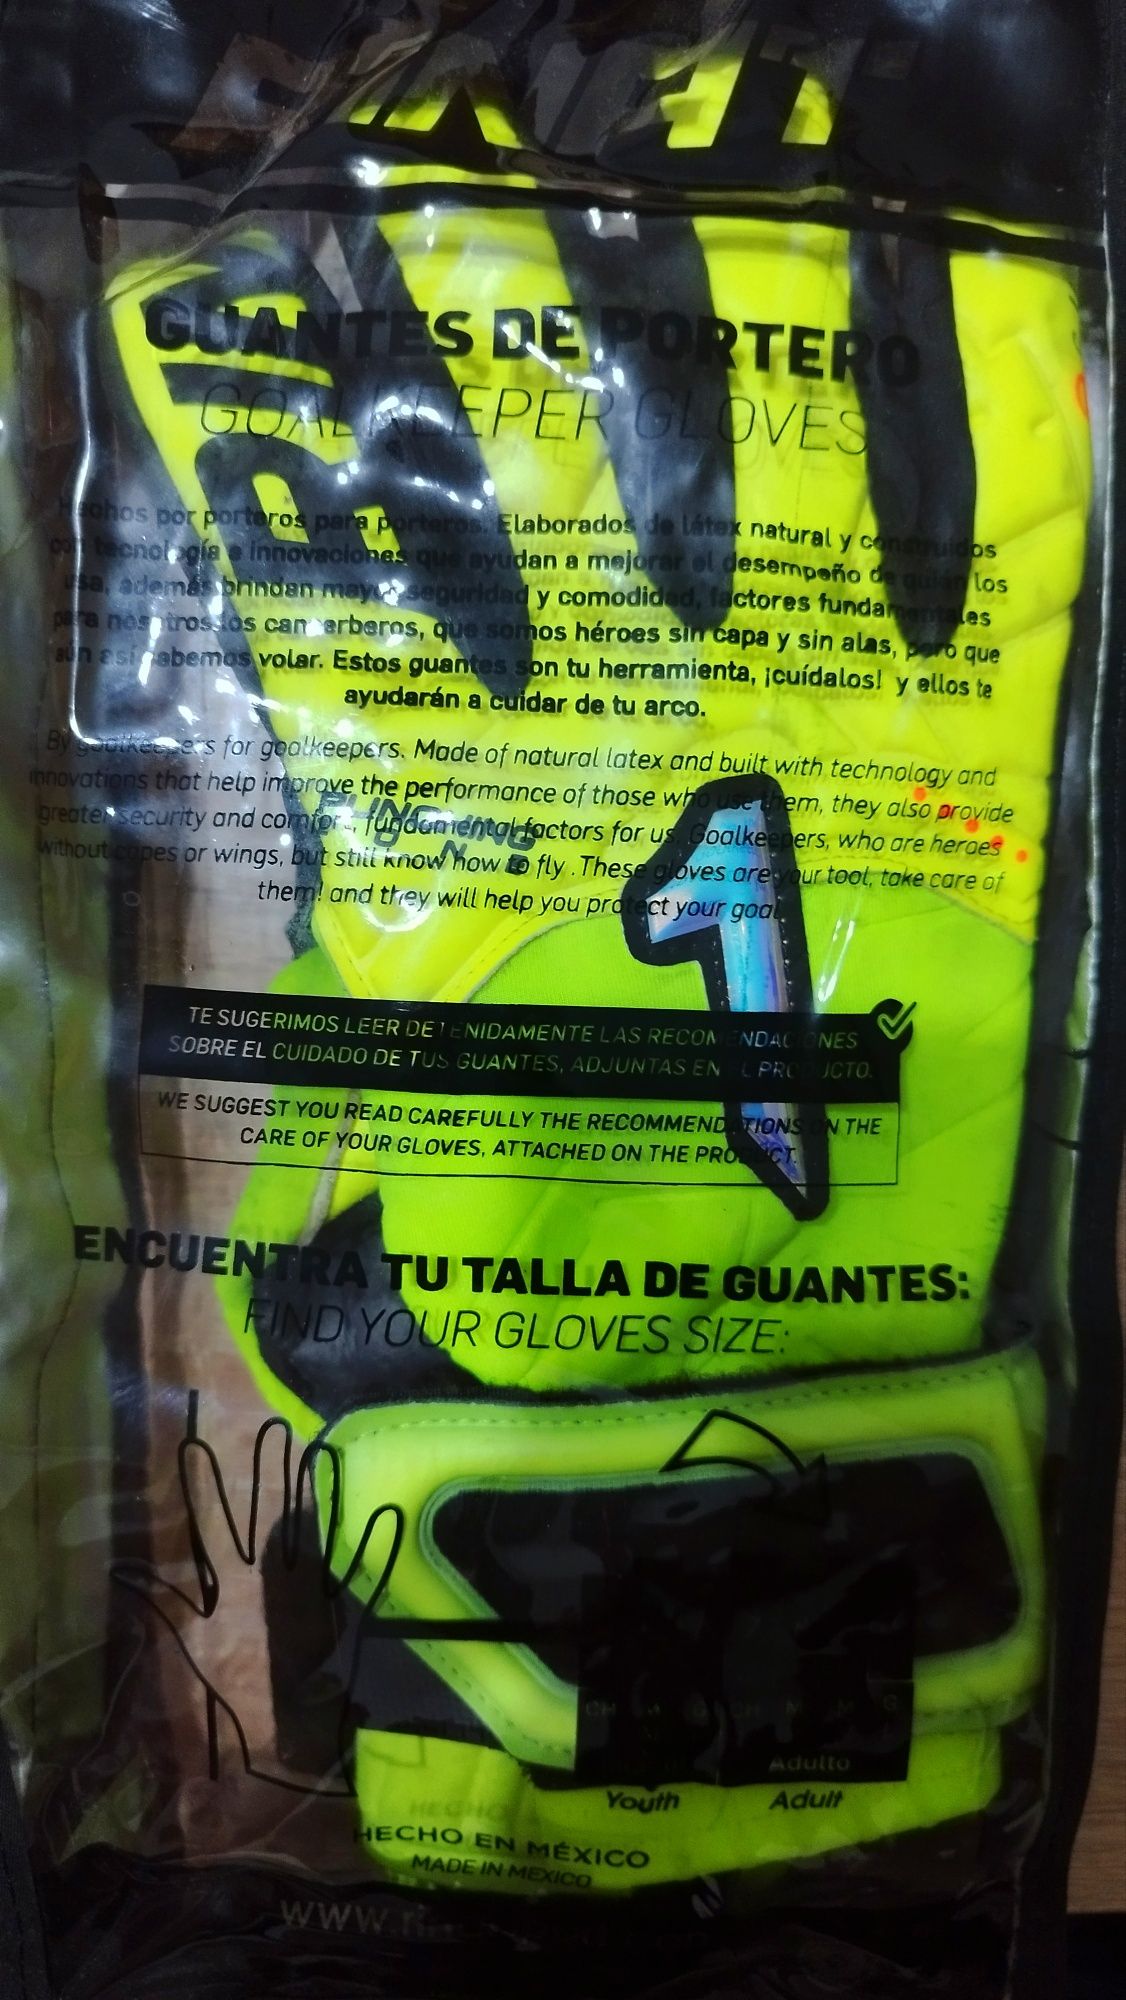 RINAT
GUANTES DE PORTERO
GOALKEEPER GLOVES
Hechos por porteros para porteros. Elaborados de látex natural y construidos
con tecnología e innovaciones que ayudan a mejorar el desempeño de quién los
usa, además brindan mayor seguridad y comodidad, factores fundamentales
para nosotros los cancerberos, que somos héroes sin capa y sin alas, pero que
aún así sabemos volar. Estos guantes son tu herramienta, ¡cuídalos! y ellos te
ayudarán a cuidar de tu arco.
By goalkeepers for goalkeepers. Made of natural latex and built with technology and
innovations that help improve the performance of those who use them, they also provide
greater security and comfort, fundamental factors for us. Goalkeepers, who are heroes
without capes or wings, but still know how to fly .These gloves are your tool, take care of
them! and they will help you protect your goal.
PUNCHING
1
TE SUGERIMOS LEER DETENIDAMENTE LAS RECOMENDACIONES
SOBRE EL CUIDADO DE TUS GUANTES, ADJUNTAS EN EL PRODUCTO.
WE SUGGEST YOU READ CAREFULLY THE RECOMMENDATIONS ON THE
CARE OF YOUR GLOVES, ATTACHED ON THE PRODUCT.
ENCUENTRA TU TALLA DE GUANTES:
FIND YOUR GLOVES SIZE:
CH M G CH M M G
Adulto
Youth Adult
HECHO EN MÉXICO
MADE IN MEXICO